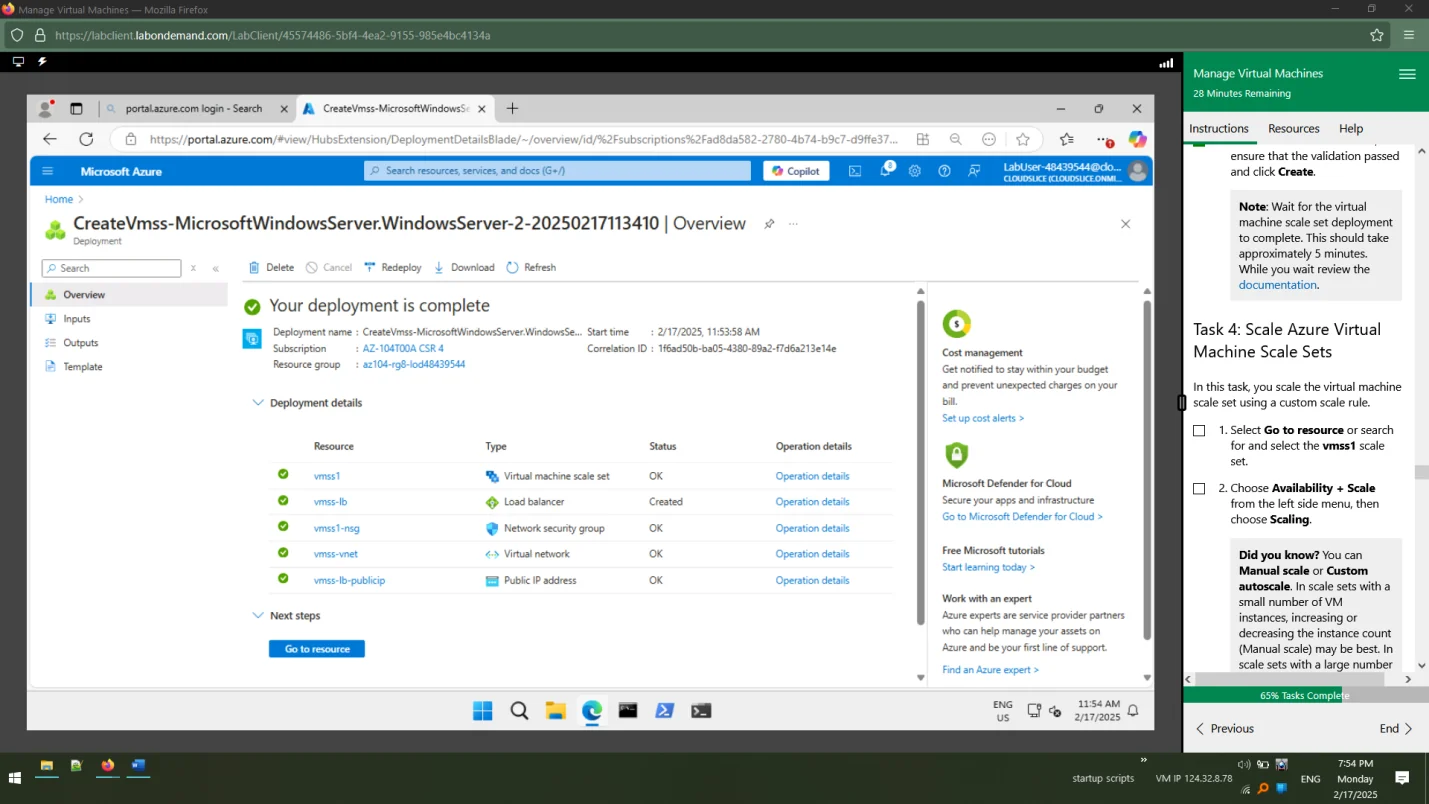 Manage Virtual Machines — Mozilla Firefox
https://labclient.labondemand.com/LabClient/45574486-5bf4-4ea2-9155-985e4bc4134a
portal.azure.com login - Search
CreateVmss-MicrosoftWindowsS
https://portal.azure.com/#view/HubsExtension/DeploymentDetailsBlade/~/overview/id/%2Fsubscriptions%2Fad8da582-2780-4b74-b9c7-d9ffe37...
Microsoft Azure
Search resources, services, and docs (G+/)
Copilot
8
LabUser-48439544@clo...
CLOUDSLICE (CLOUDSLICE.ONMI...
Home >
CreateVmss-MicrosoftWindowsServer.WindowsServer-2-20250217113410 | Overview
Deployment
Search
Delete
Cancel
Redeploy
Download
Refresh
Overview
Inputs
Outputs
Template
Your deployment is complete
Deployment name : CreateVmss-MicrosoftWindowsServer.WindowsSe...
Subscription : AZ-104T00A CSR 4
Resource group : az104-rg8-lod48439544
Start time : 2/17/2025, 11:53:58 AM
Correlation ID : 1f6ad50b-ba05-4380-89a2-f7d6a213e14e
Deployment details
Resource Type Status Operation details
vmss1 Virtual machine scale set OK Operation details
vmss-lb Load balancer Created Operation details
vmss1-nsg Network security group OK Operation details
vmss-vnet Virtual network OK Operation details
vmss-lb-publicip Public IP address OK Operation details
Next steps
Go to resource
Cost management
Get notified to stay within your budget
and prevent unexpected charges on your
bill.
Set up cost alerts >
Microsoft Defender for Cloud
Secure your apps and infrastructure
Go to Microsoft Defender for Cloud >
Free Microsoft tutorials
Start learning today >
Work with an expert
Azure experts are service provider partners
who can help manage your assets on
Azure and be your first line of support.
Find an Azure expert >
ENG
US
11:54 AM
2/17/2025
Manage Virtual Machines
28 Minutes Remaining
Instructions
Resources
Help
ensure that the validation passed
and click Create.
Note: Wait for the virtual
machine scale set deployment
to complete. This should take
approximately 5 minutes.
While you wait review the
documentation.
Task 4: Scale Azure Virtual
Machine Scale Sets
In this task, you scale the virtual machine
scale set using a custom scale rule.
1. Select Go to resource or search
for and select the vmss1 scale
set.
2. Choose Availability + Scale
from the left side menu, then
choose Scaling.
Did you know? You can
Manual scale or Custom
autoscale. In scale sets with a
small number of VM
instances, increasing or
decreasing the instance count
(Manual scale) may be best. In
scale sets with a large number
65% Tasks Complete
Previous
End
startup scripts
VM IP 124.32.8.78
ENG
7:54 PM
Monday
2/17/2025